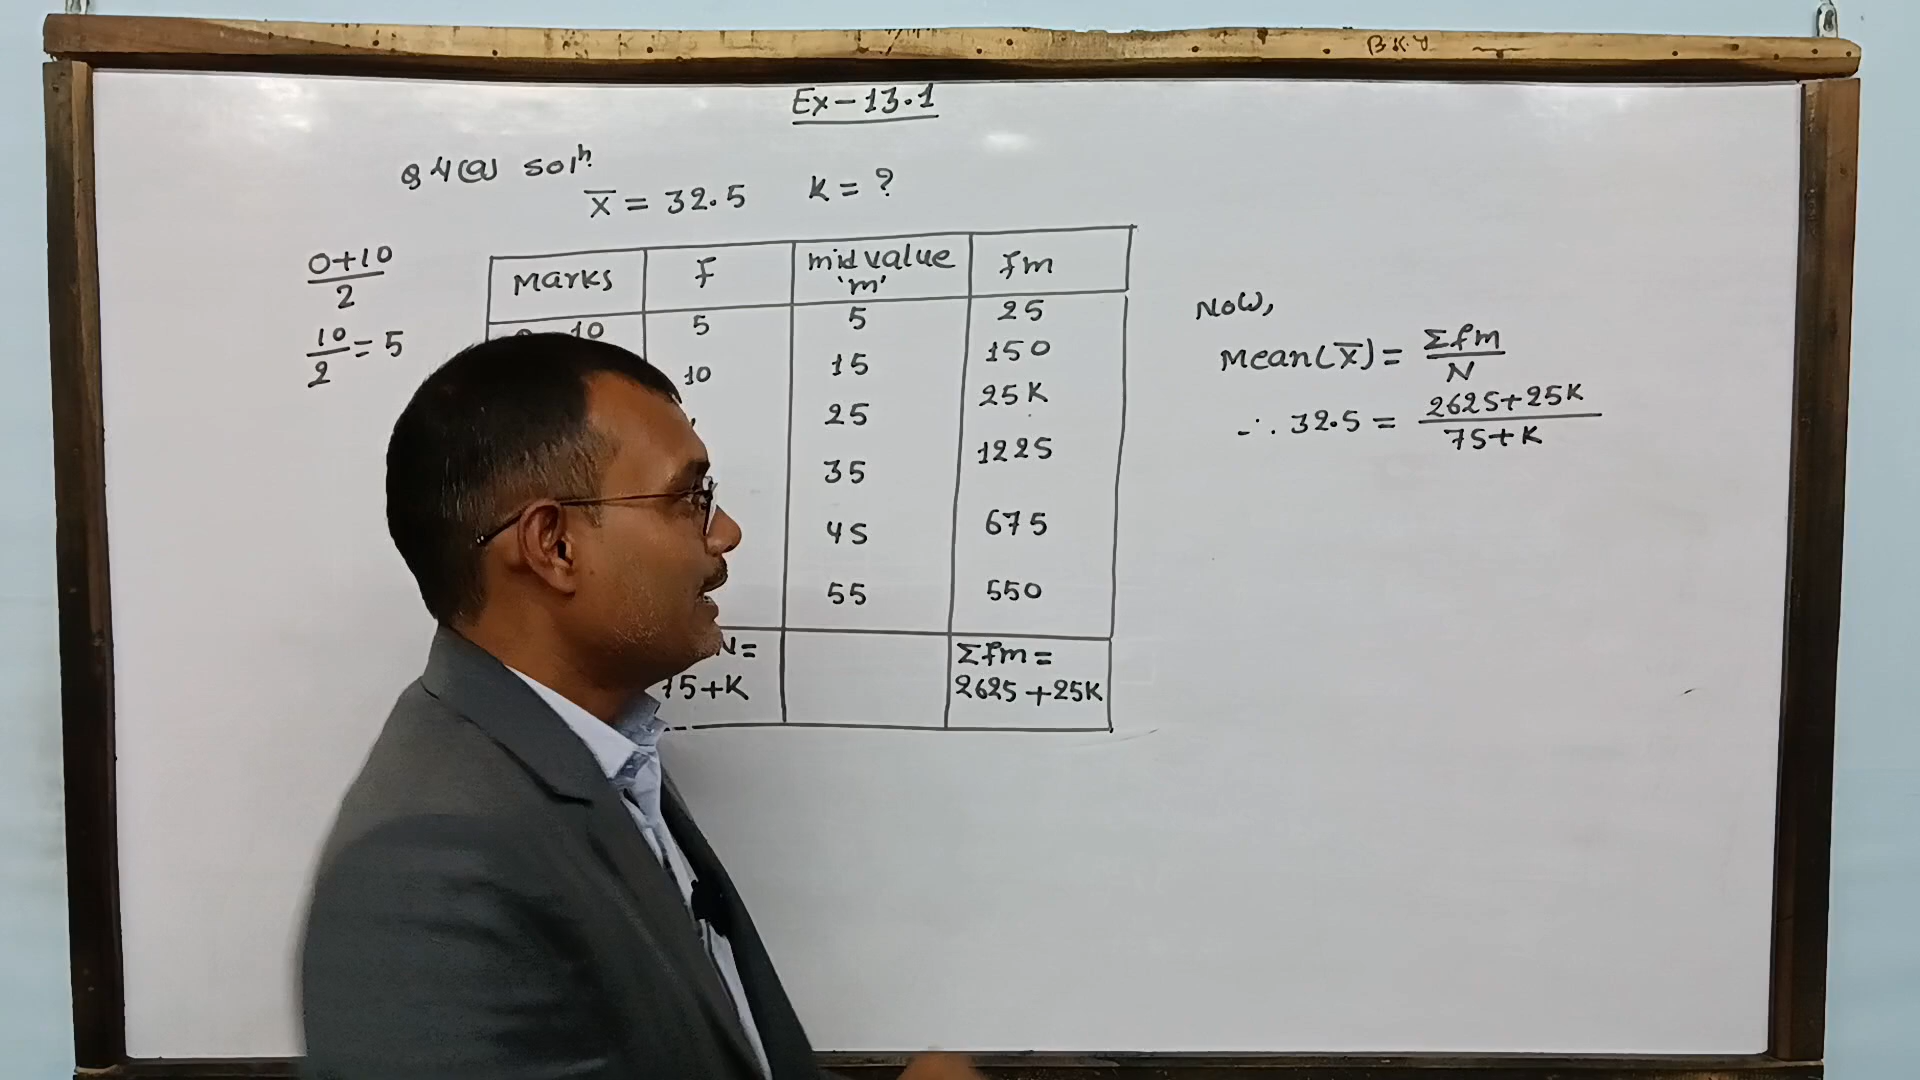 B.K.Y
Ex-13.1
Q 4(a) solⁿ
x̄ = 32.5 K = ?
0+10
2
10/2 = 5
Marks F mid value 'm' fm
10 5 5 25
10 15 150
25 25K
35 1225
45 675
55 550
N= 75+K Σfm= 2625+25K
Now,
Mean(x̄) = Σfm/N
∴ 32.5 = 2625+25K/75+K